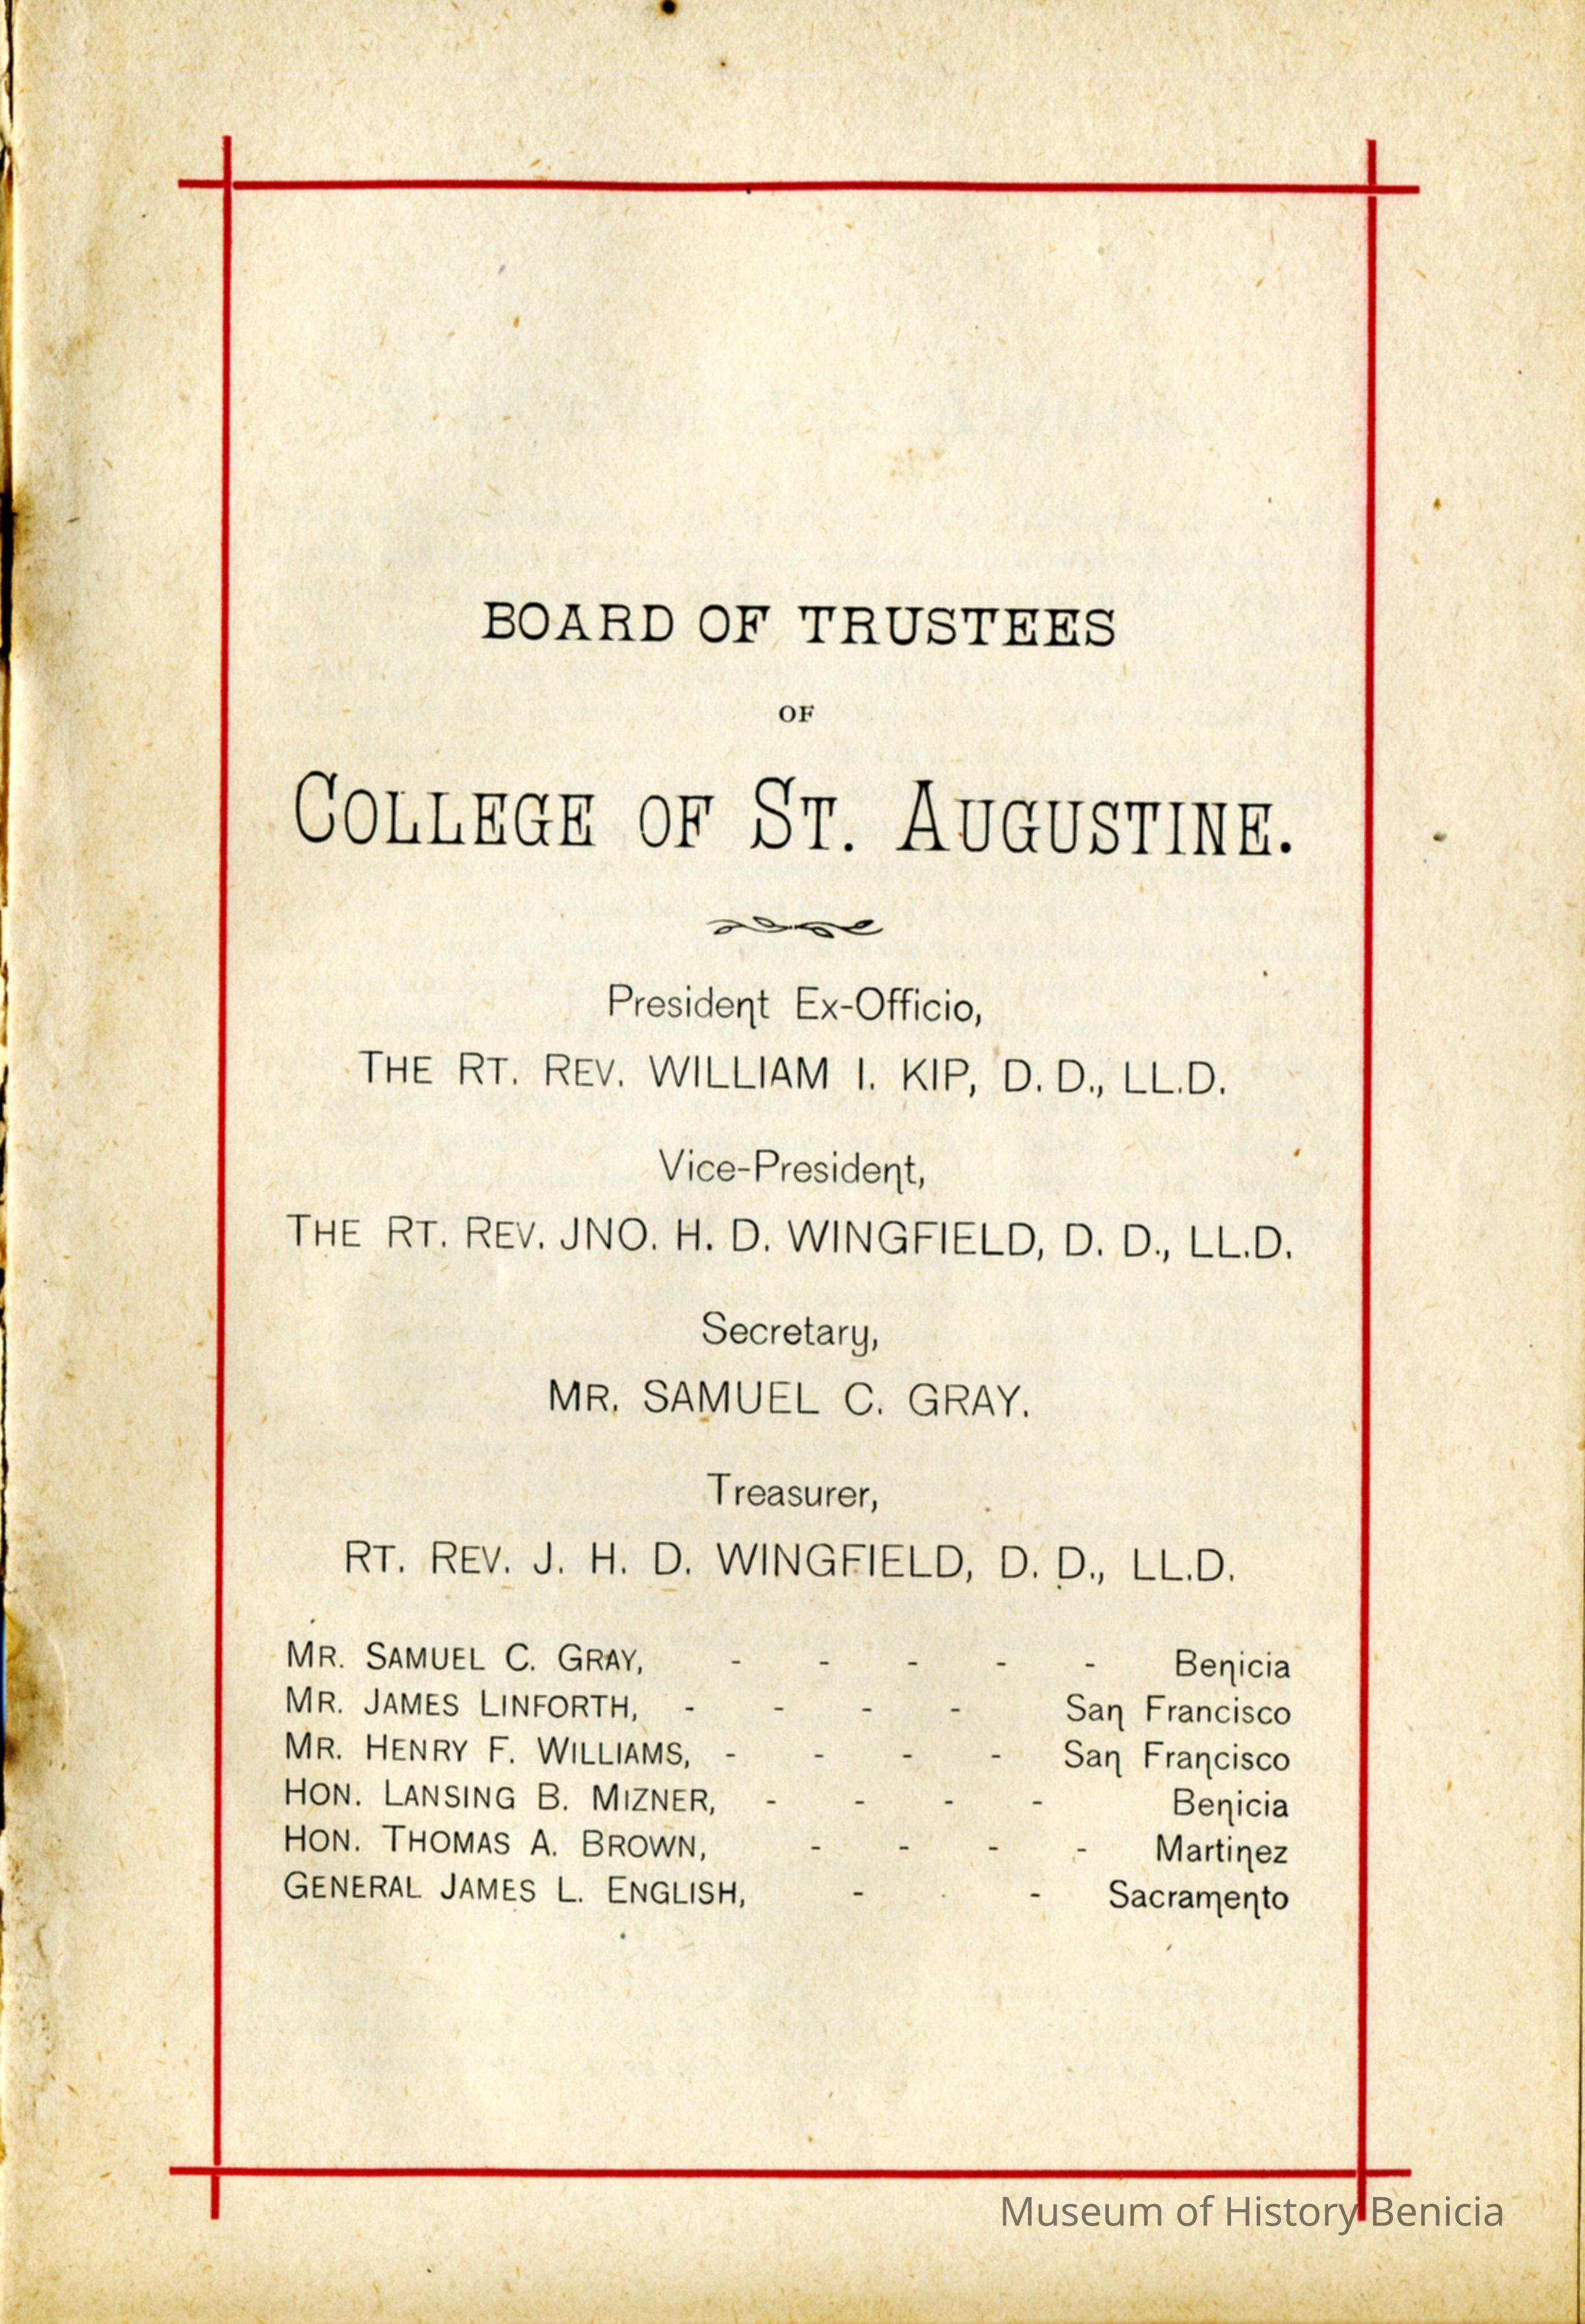 BOARD OF TRUSTEES
OF
COLLEGE OF ST. AUGUSTINE.
President Ex-Officio,
THE RT. REV. WILLIAM I. KIP, D. D., LL.D.
Vice-President,
THE RT. REV. JNO. H. D. WINGFIELD, D. D., LL.D.
Secretary,
MR. SAMUEL C. GRAY.
Treasurer,
RT. REV. J. H. D. WINGFIELD, D. D., LL.D.
MR. SAMUEL C. GRAY, - - - - - Benicia
MR. JAMES LINFORTH, - - - - San Francisco
MR. HENRY F. WILLIAMS, - - - - San Francisco
HON. LANSING B. MIZNER, - - - - Benicia
HON. THOMAS A. BROWN, - - - - Martinez
GENERAL JAMES L. ENGLISH, - - Sacramento
Museum of History Benicia